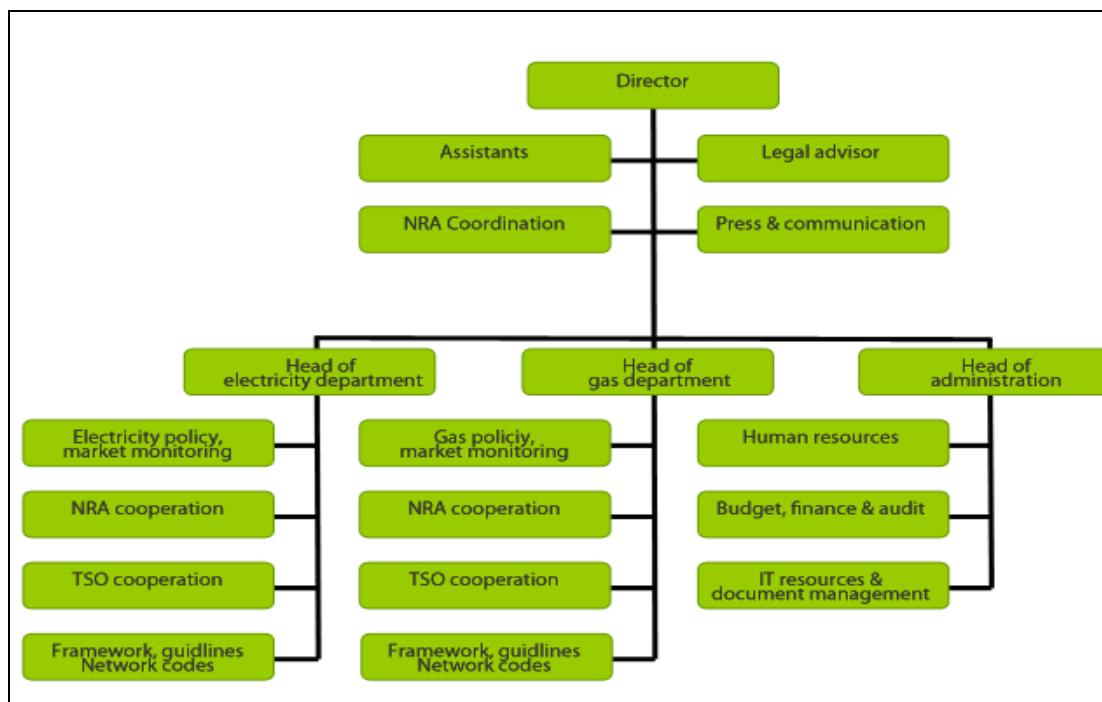 Director
Assistants
Legal advisor
NRA Coordination
Press & communication
Head of
electricity department
Head of
gas department
Head of
administration
Electricity policy,
market monitoring
Gas policiy,
market monitoring
Human resources
NRA cooperation
NRA cooperation
Budget, finance & audit
TSO cooperation
TSO cooperation
IT resources &
document management
Framework, guidlines
Network codes
Framework, guidlines
Network codes